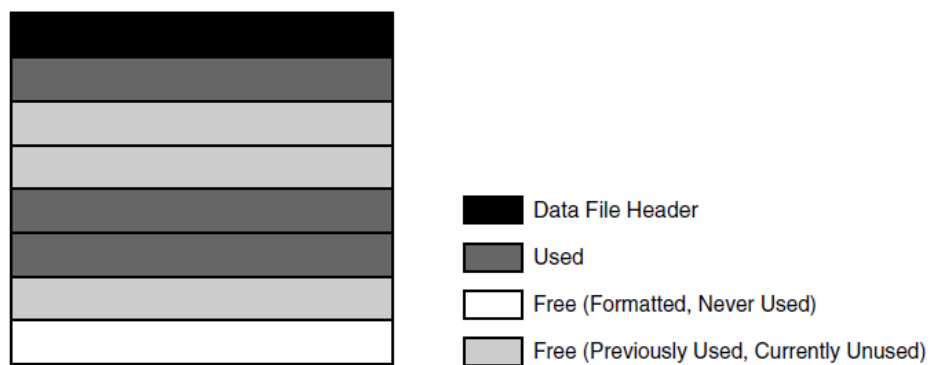 Data File Header
Used
Free (Formatted, Never Used)
Free (Previously Used, Currently Unused)